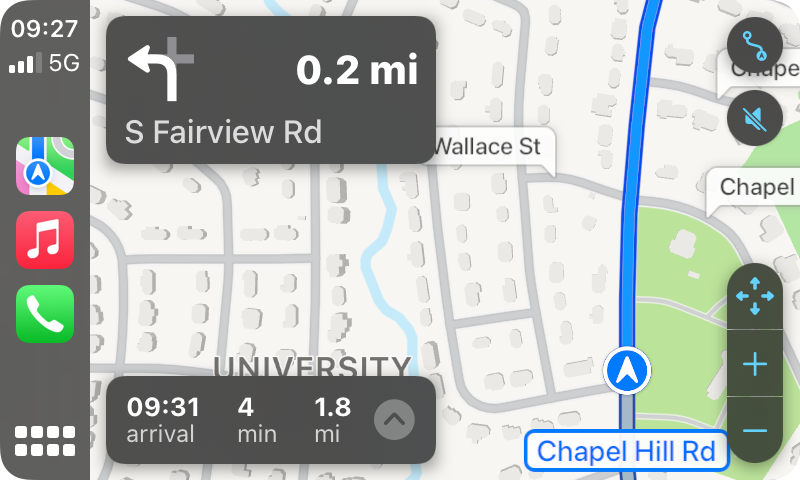 09:27
5G
0.2 mi
S Fairview Rd
Wallace St
Chape
Chapel
UNIVERSITY
09:31 4 1.8
arrival min mi
Chapel Hill Rd